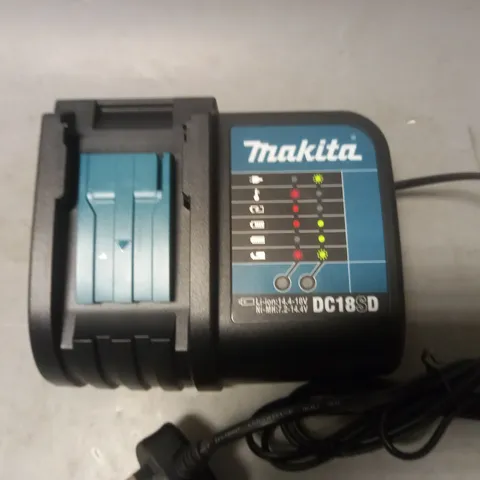 makita
Li-ion:14.4-18V
Ni-MH:7.2-14.4V
DC18SD